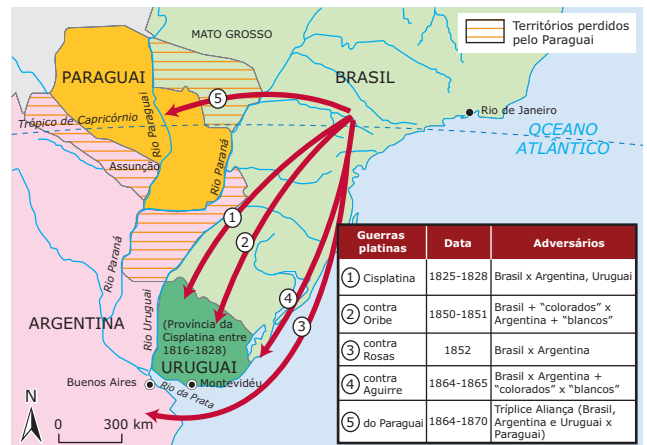 MATO GROSSO
Territórios perdidos
pelo Paraguai
PARAGUAI
BRASIL
5
Rio de Janeiro
Trópico de Capricórnio
Rio Paraguai
OCEANO
ATLÂNTICO
Assunção
Rio Paraná
1
2
Rio Paraná
4
3
ARGENTINA
Rio Uruguai
(Província da
Cisplatina entre
1816-1828)
URUGUAI
Buenos Aires
Montevidéu
Rio da Prata
N
0 300 km
Guerras
platinas
Data
Adversários
1 Cisplatina
1825-1828
Brasil x Argentina, Uruguai
2 contra
Oribe
1850-1851
Brasil + “colorados” x
Argentina + “blancos”
3 contra
Rosas
1852
Brasil x Argentina
4 contra
Aguirre
1864-1865
Brasil x Argentina +
“colorados” x “blancos”
5 do Paraguai
1864-1870
Tríplice Aliança (Brasil,
Argentina e Uruguai x
Paraguai)